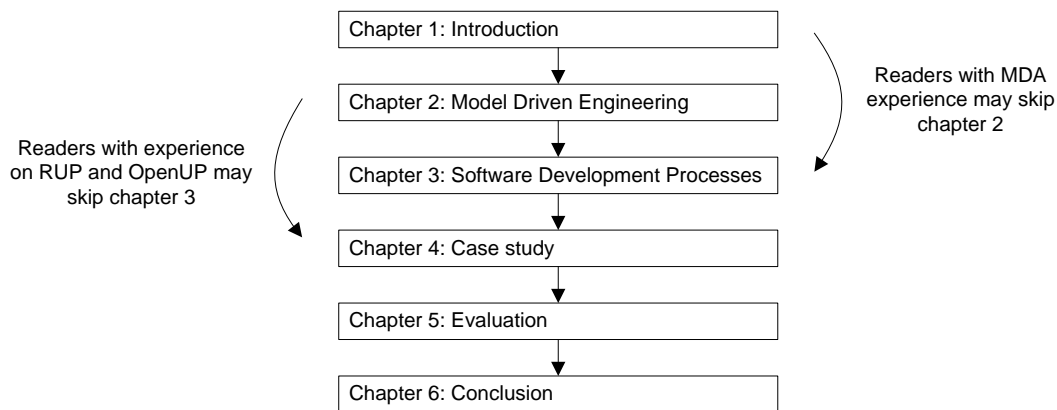 Chapter 1: Introduction
Readers with MDA
experience may skip
chapter 2
Chapter 2: Model Driven Engineering
Readers with experience
on RUP and OpenUP may
skip chapter 3
Chapter 3: Software Development Processes
Chapter 4: Case study
Chapter 5: Evaluation
Chapter 6: Conclusion